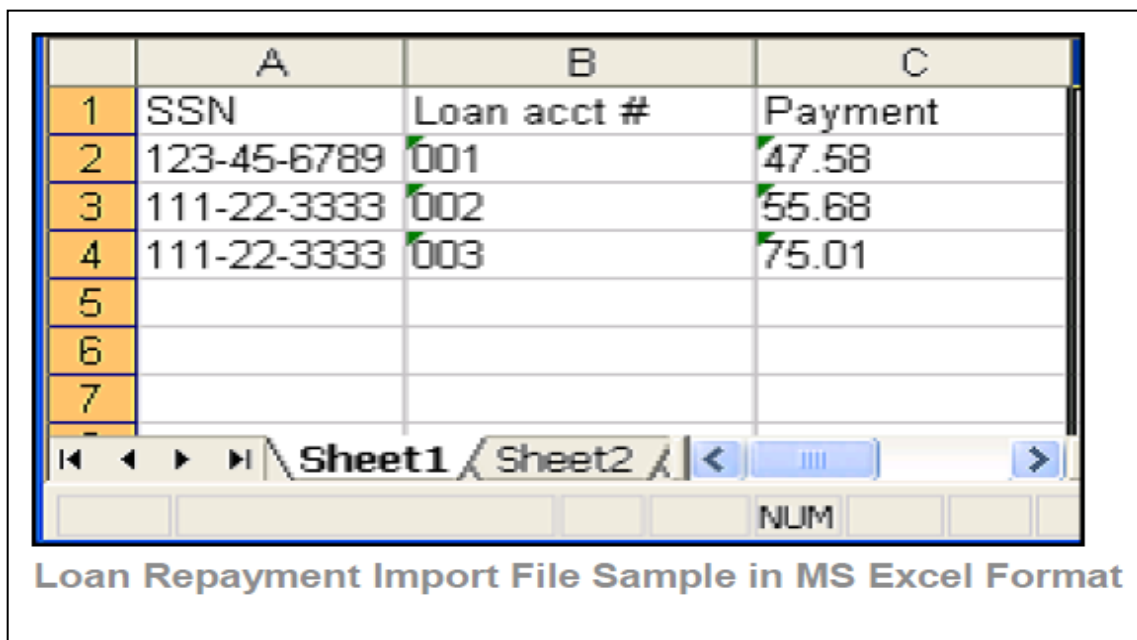 A B C
1 SSN Loan acct # Payment
2 123-45-6789 001 47.58
3 111-22-3333 002 55.68
4 111-22-3333 003 75.01
5
6
7
Sheet1 Sheet2
NUM
Loan Repayment Import File Sample in MS Excel Format